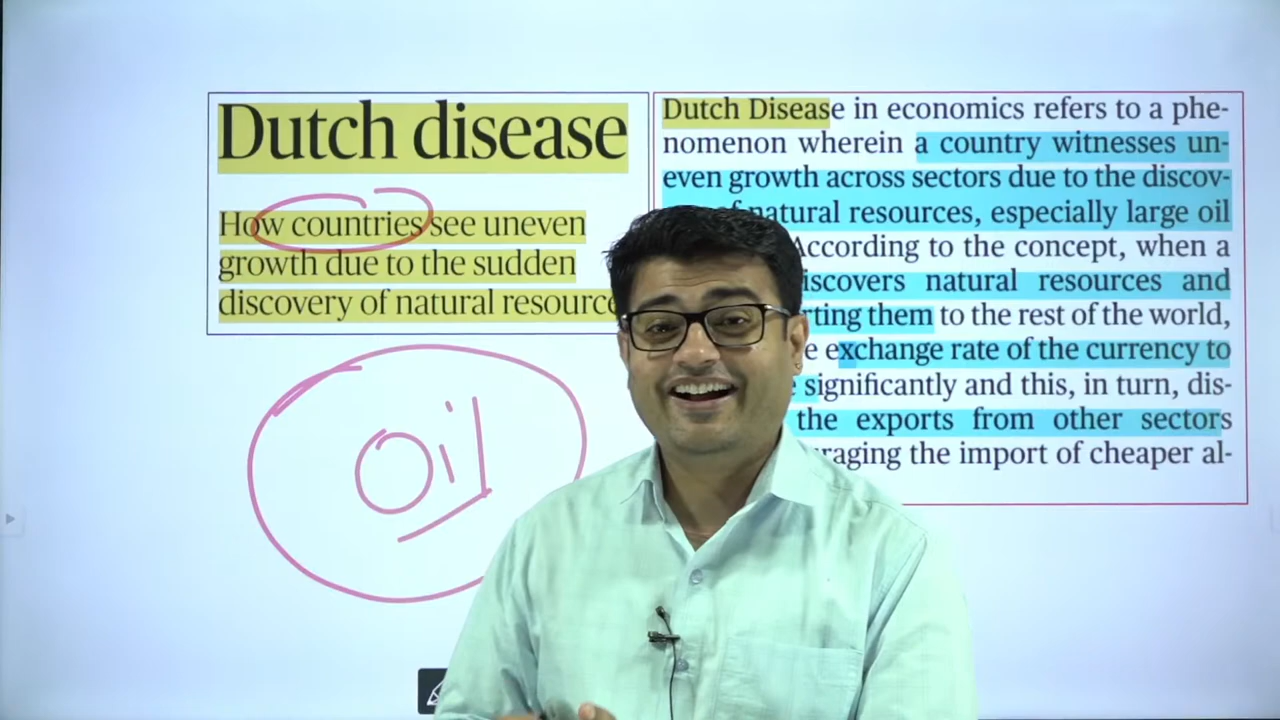 Dutch disease
How countries see uneven
growth due to the sudden
discovery of natural resource
Oil
Dutch Disease in economics refers to a phe-
nomenon wherein a country witnesses un-
even growth across sectors due to the discov-
of natural resources, especially large oil
According to the concept, when a
natural resources and
them to the rest of the world,
exchange rate of the currency to
significantly and this, in turn, dis-
the exports from other sectors
the import of cheaper al-